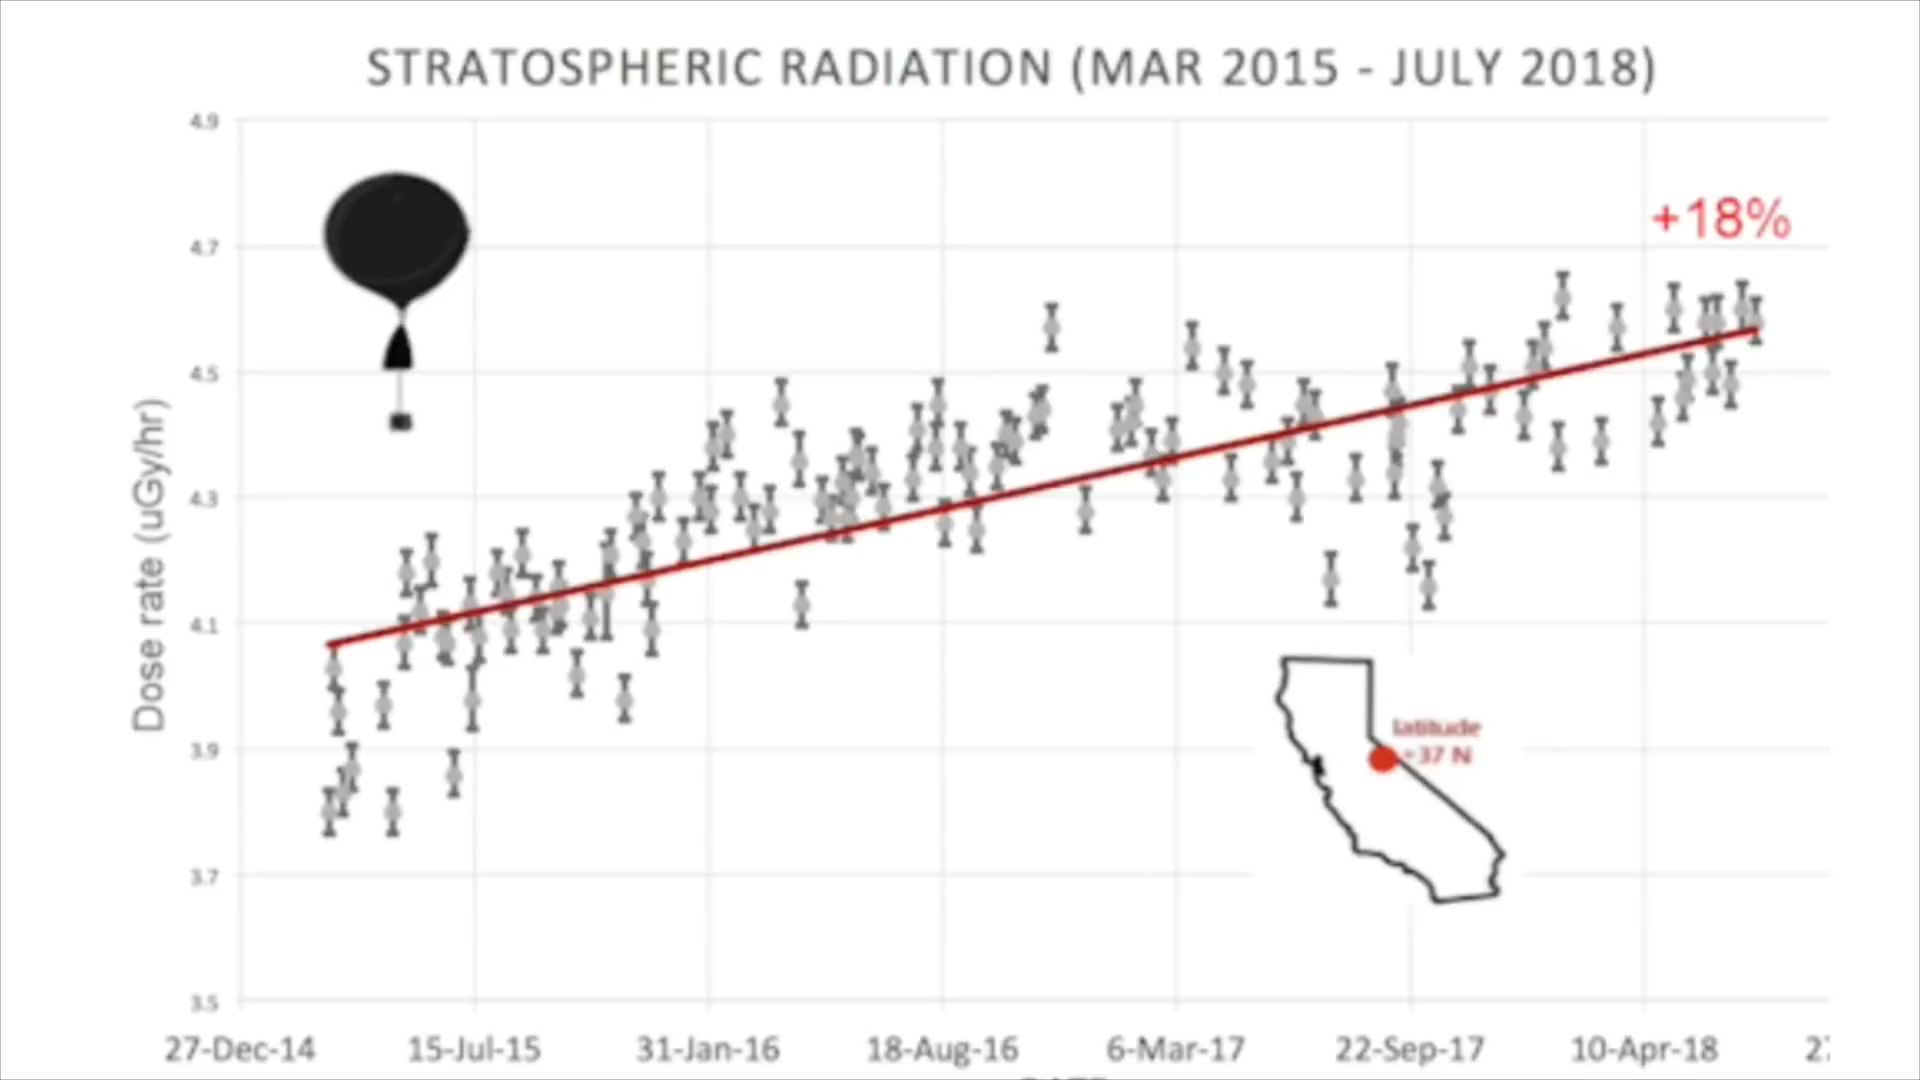 STRATOSPHERIC RADIATION (MAR 2015 - JULY 2018)
4.9
+18%
4.7
4.5
Dose rate (uGy/hr)
4.3
4.1
latitude
+37 N
3.9
3.7
3.5
27-Dec-14 15-Jul-15 31-Jan-16 18-Aug-16 6-Mar-17 22-Sep-17 10-Apr-18